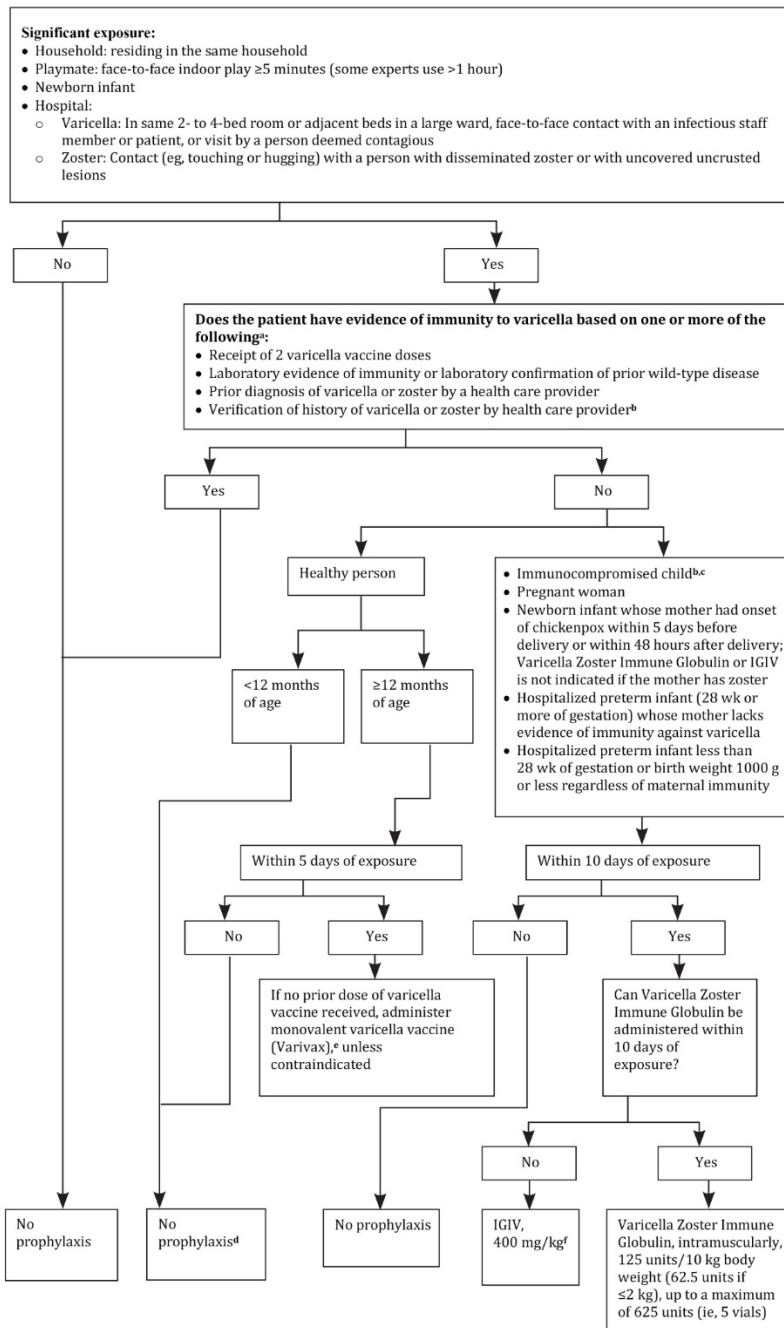 Significant exposure:
• Household: residing in the same household
• Playmate: face-to-face indoor play ≥5 minutes (some experts use >1 hour)
• Newborn infant
• Hospital:
o Varicella: In same 2- to 4-bed room or adjacent beds in a large ward, face-to-face contact with an infectious staff
member or patient, or visit by a person deemed contagious
o Zoster: Contact (eg, touching or hugging) with a person with disseminated zoster or with uncovered uncrusted
lesions
No
Yes
Does the patient have evidence of immunity to varicella based on one or more of the
followingᵃ:
• Receipt of 2 varicella vaccine doses
• Laboratory evidence of immunity or laboratory confirmation of prior wild-type disease
• Prior diagnosis of varicella or zoster by a health care provider
• Verification of history of varicella or zoster by health care providerᵇ
Yes
No
Healthy person
• Immunocompromised childᵇ,ᶜ
• Pregnant woman
• Newborn infant whose mother had onset
of chickenpox within 5 days before
delivery or within 48 hours after delivery;
Varicella Zoster Immune Globulin or IGIV
is not indicated if the mother has zoster
• Hospitalized preterm infant (28 wk or
more of gestation) whose mother lacks
evidence of immunity against varicella
• Hospitalized preterm infant less than
28 wk of gestation or birth weight 1000 g
or less regardless of maternal immunity
<12 months
of age
≥12 months
of age
Within 5 days of exposure
Within 10 days of exposure
No
Yes
No
Yes
If no prior dose of varicella
vaccine received, administer
monovalent varicella vaccine
(Varivax),ᵉ unless
contraindicated
Can Varicella Zoster
Immune Globulin be
administered within
10 days of
exposure?
No
Yes
No
prophylaxis
No
prophylaxisᵈ
No prophylaxis
IGIV,
400 mg/kgᶠ
Varicella Zoster Immune
Globulin, intramuscularly,
125 units/10 kg body
weight (62.5 units if
≤2 kg), up to a maximum
of 625 units (ie, 5 vials)